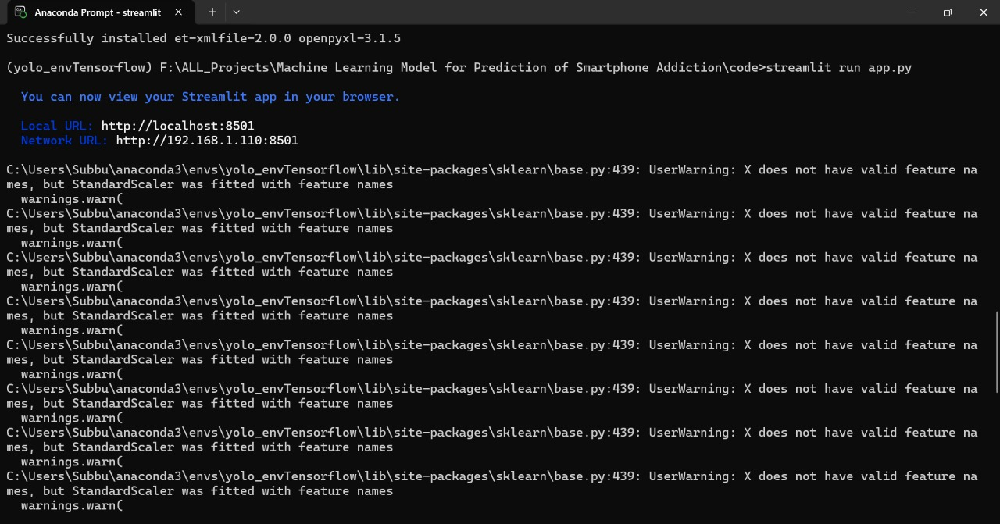 Anaconda Prompt - streamlit
Successfully installed et-xmlfile-2.0.0 openpyxl-3.1.5
(yolo_envTensorflow) F:\ALL_Projects\Machine Learning Model for Prediction of Smartphone Addiction\code>streamlit run app.py
You can now view your Streamlit app in your browser.
Local URL: http://localhost:8501
Network URL: http://192.168.1.110:8501
C:\Users\Subbu\anaconda3\envs\yolo_envTensorflow\lib\site-packages\sklearn\base.py:439: UserWarning: X does not have valid feature na
mes, but StandardScaler was fitted with feature names
warnings.warn(
C:\Users\Subbu\anaconda3\envs\yolo_envTensorflow\lib\site-packages\sklearn\base.py:439: UserWarning: X does not have valid feature na
mes, but StandardScaler was fitted with feature names
warnings.warn(
C:\Users\Subbu\anaconda3\envs\yolo_envTensorflow\lib\site-packages\sklearn\base.py:439: UserWarning: X does not have valid feature na
mes, but StandardScaler was fitted with feature names
warnings.warn(
C:\Users\Subbu\anaconda3\envs\yolo_envTensorflow\lib\site-packages\sklearn\base.py:439: UserWarning: X does not have valid feature na
mes, but StandardScaler was fitted with feature names
warnings.warn(
C:\Users\Subbu\anaconda3\envs\yolo_envTensorflow\lib\site-packages\sklearn\base.py:439: UserWarning: X does not have valid feature na
mes, but StandardScaler was fitted with feature names
warnings.warn(
C:\Users\Subbu\anaconda3\envs\yolo_envTensorflow\lib\site-packages\sklearn\base.py:439: UserWarning: X does not have valid feature na
mes, but StandardScaler was fitted with feature names
warnings.warn(
C:\Users\Subbu\anaconda3\envs\yolo_envTensorflow\lib\site-packages\sklearn\base.py:439: UserWarning: X does not have valid feature na
mes, but StandardScaler was fitted with feature names
warnings.warn(
C:\Users\Subbu\anaconda3\envs\yolo_envTensorflow\lib\site-packages\sklearn\base.py:439: UserWarning: X does not have valid feature na
mes, but StandardScaler was fitted with feature names
warnings.warn(